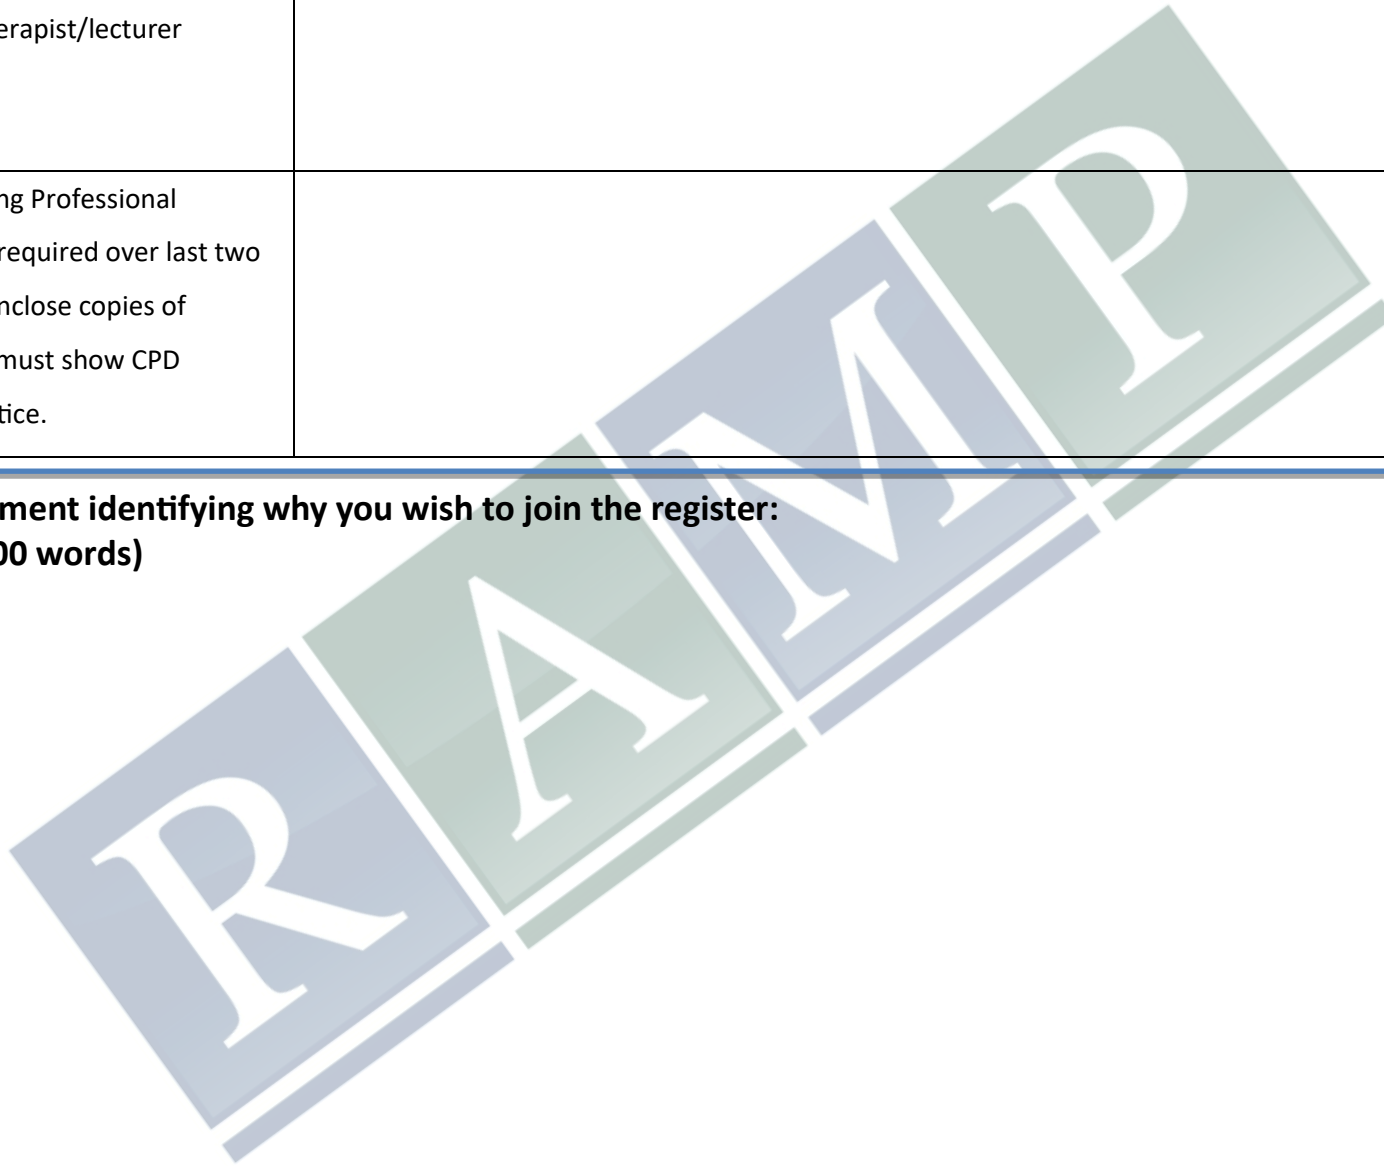 erapist/lecturer
ng Professional
required over last two
nclose copies of
must show CPD
tice.
ment identifying why you wish to join the register:
00 words)
RAMP